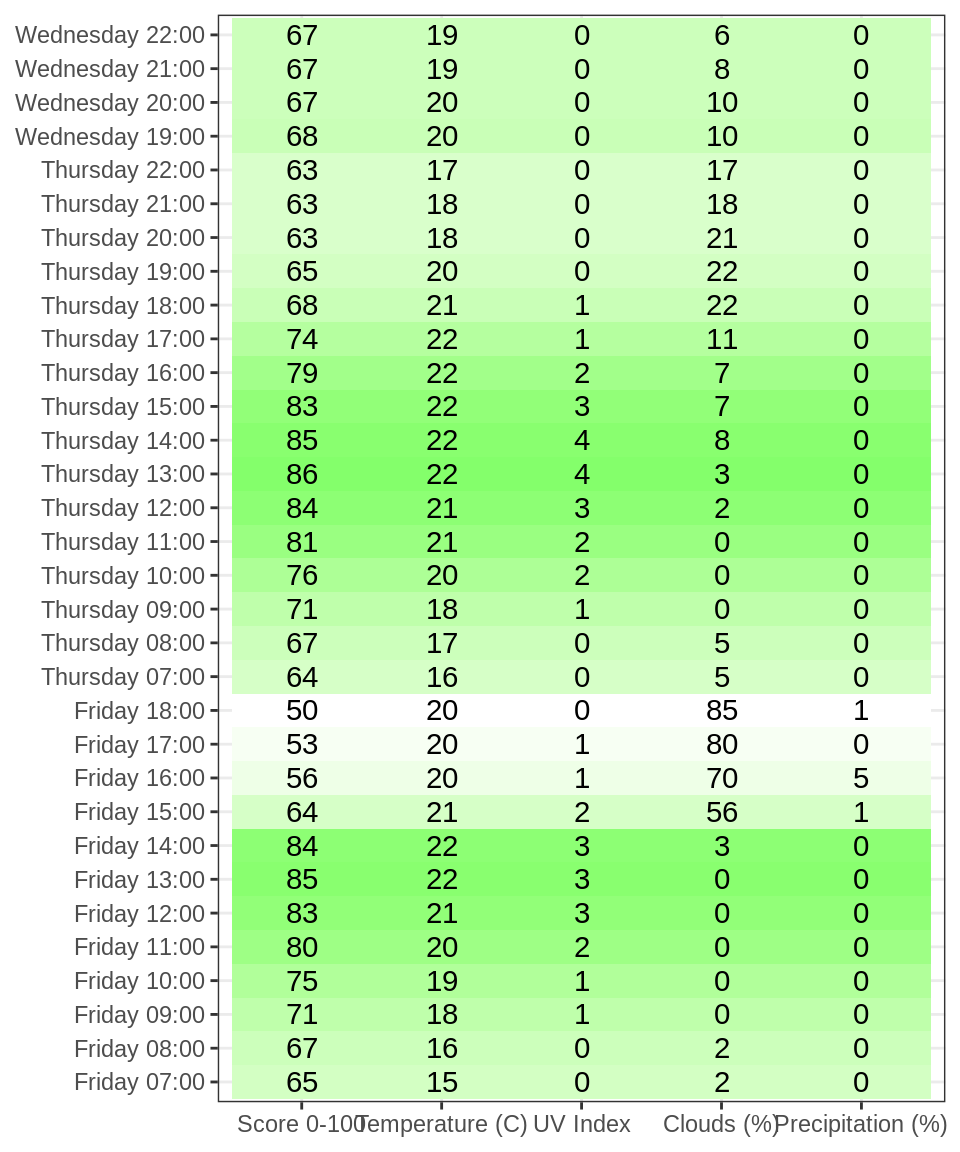 Wednesday 22:00 67 19 0 6 0
Wednesday 21:00 67 19 0 8 0
Wednesday 20:00 67 20 0 10 0
Wednesday 19:00 68 20 0 10 0
Thursday 22:00 63 17 0 17 0
Thursday 21:00 63 18 0 18 0
Thursday 20:00 63 18 0 21 0
Thursday 19:00 65 20 0 22 0
Thursday 18:00 68 21 1 22 0
Thursday 17:00 74 22 1 11 0
Thursday 16:00 79 22 2 7 0
Thursday 15:00 83 22 3 7 0
Thursday 14:00 85 22 4 8 0
Thursday 13:00 86 22 4 3 0
Thursday 12:00 84 21 3 2 0
Thursday 11:00 81 21 2 0 0
Thursday 10:00 76 20 2 0 0
Thursday 09:00 71 18 1 0 0
Thursday 08:00 67 17 0 5 0
Thursday 07:00 64 16 0 5 0
Friday 18:00 50 20 0 85 1
Friday 17:00 53 20 1 80 0
Friday 16:00 56 20 1 70 5
Friday 15:00 64 21 2 56 1
Friday 14:00 84 22 3 3 0
Friday 13:00 85 22 3 0 0
Friday 12:00 83 21 3 0 0
Friday 11:00 80 20 2 0 0
Friday 10:00 75 19 1 0 0
Friday 09:00 71 18 1 0 0
Friday 08:00 67 16 0 2 0
Friday 07:00 65 15 0 2 0
Score 0-100 Temperature (C) UV Index Clouds (%) Precipitation (%)